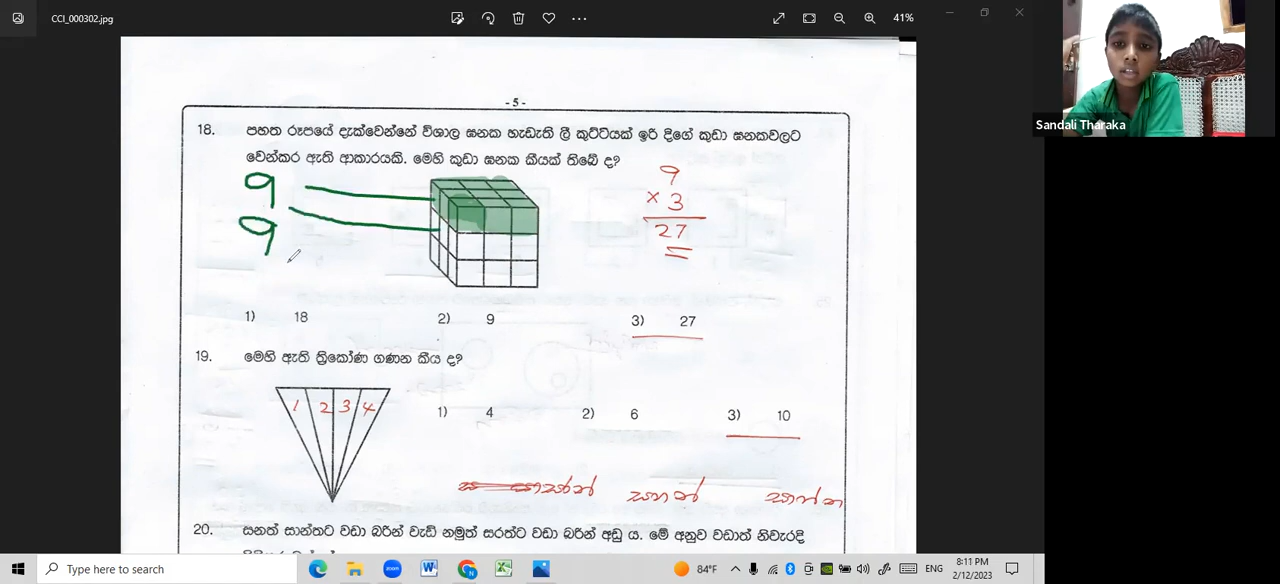 CCI_000302.jpg
41%
Sandali Tharaka
- 5 -
18. පහත රූපයේ දැක්වෙන්නේ විශාල ඝනක හැඩැති ලී කුට්ටියක් ඉරි දිගේ කුඩා ඝනකවලට
වෙන්කර ඇති ආකාරයකි. මෙහි කුඩා ඝනක කීයක් තිබේ ද?
9
9
9
× 3
27
1) 18 2) 9 3) 27
19. මෙහි ඇති ත්‍රිකෝණ ගණන කීය ද?
1 2 3 4
1) 4 2) 6 3) 10
සරත් සනත් සාන්ත
20. සනත් සාන්තට වඩා බරින් වැඩි නමුත් සරත්ට වඩා බරින් අඩු ය. මේ අනුව වඩාත් නිවැරදි
Type here to search
84°F
ENG
8:11 PM
2/12/2023